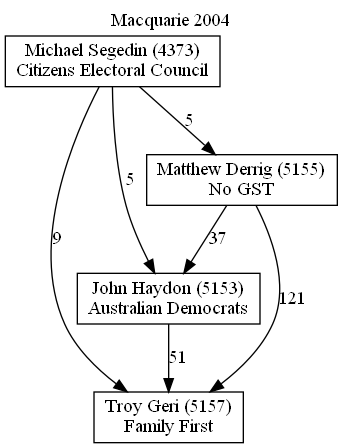 Macquarie 2004
Michael Segedin (4373)
Citizens Electoral Council
5
Matthew Derrig (5155)
No GST
9
5
37
John Haydon (5153)
Australian Democrats
121
51
Troy Geri (5157)
Family First